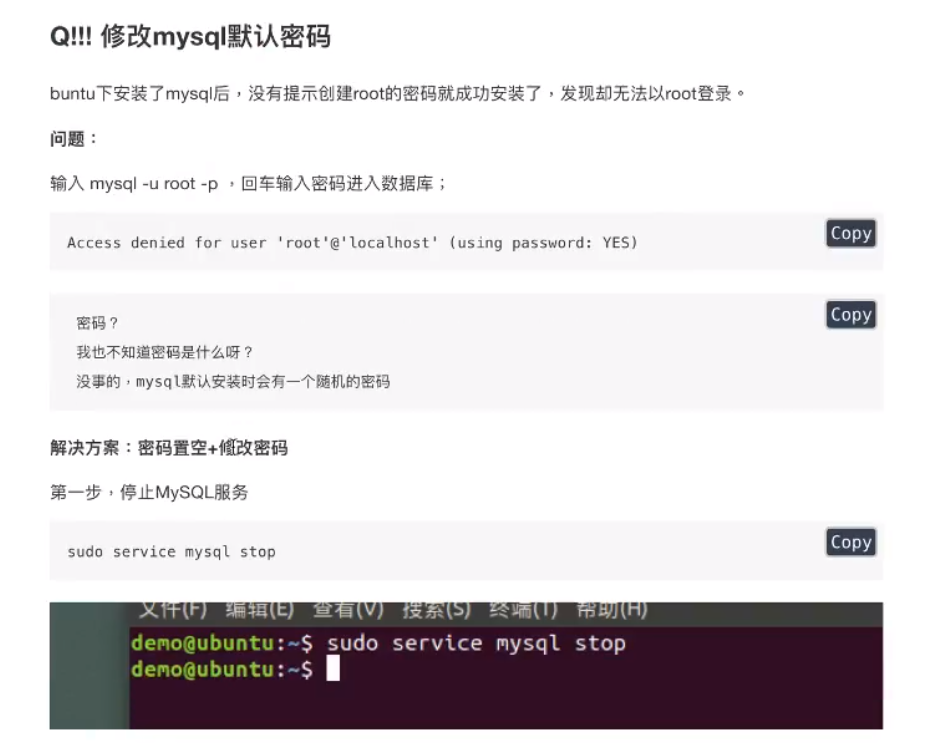 Q!!! 修改mysql默认密码
buntu下安装了mysql后，没有提示创建root的密码就成功安装了，发现却无法以root登录。
问题：
输入 mysql -u root -p ，回车输入密码进入数据库；
Copy
Access denied for user 'root'@'localhost' (using password: YES)
Copy
密码？
我也不知道密码是什么呀？
没事的，mysql默认安装时会有一个随机的密码
解决方案：密码置空+修改密码
第一步，停止MySQL服务
Copy
sudo service mysql stop
文件(F) 编辑(E) 查看(V) 搜索(S) 终端(T) 帮助(H)
demo@ubuntu:~$ sudo service mysql stop
demo@ubuntu:~$